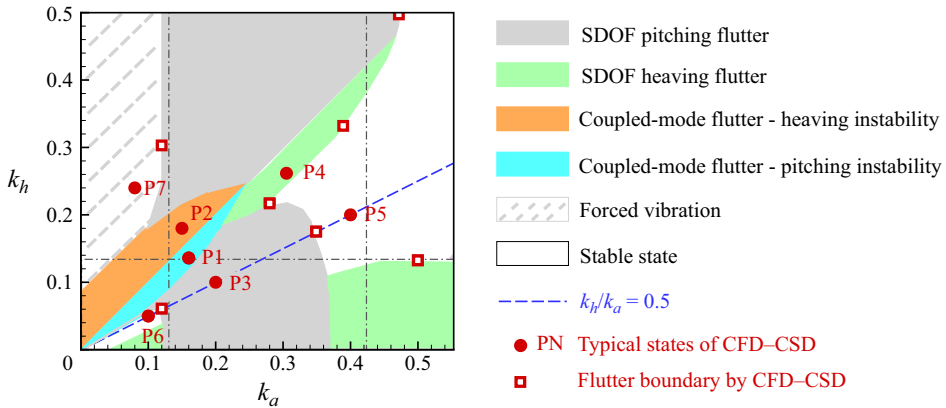 0.5
0.4
0.3
0.2
0.1
0
k_h
0.1
0.2
0.3
0.4
0.5
k_a
P7
P2
P1
P3
P4
P5
P6
SDOF pitching flutter
SDOF heaving flutter
Coupled-mode flutter - heaving instability
Coupled-mode flutter - pitching instability
Forced vibration
Stable state
k_h/k_a = 0.5
PN Typical states of CFD–CSD
Flutter boundary by CFD–CSD